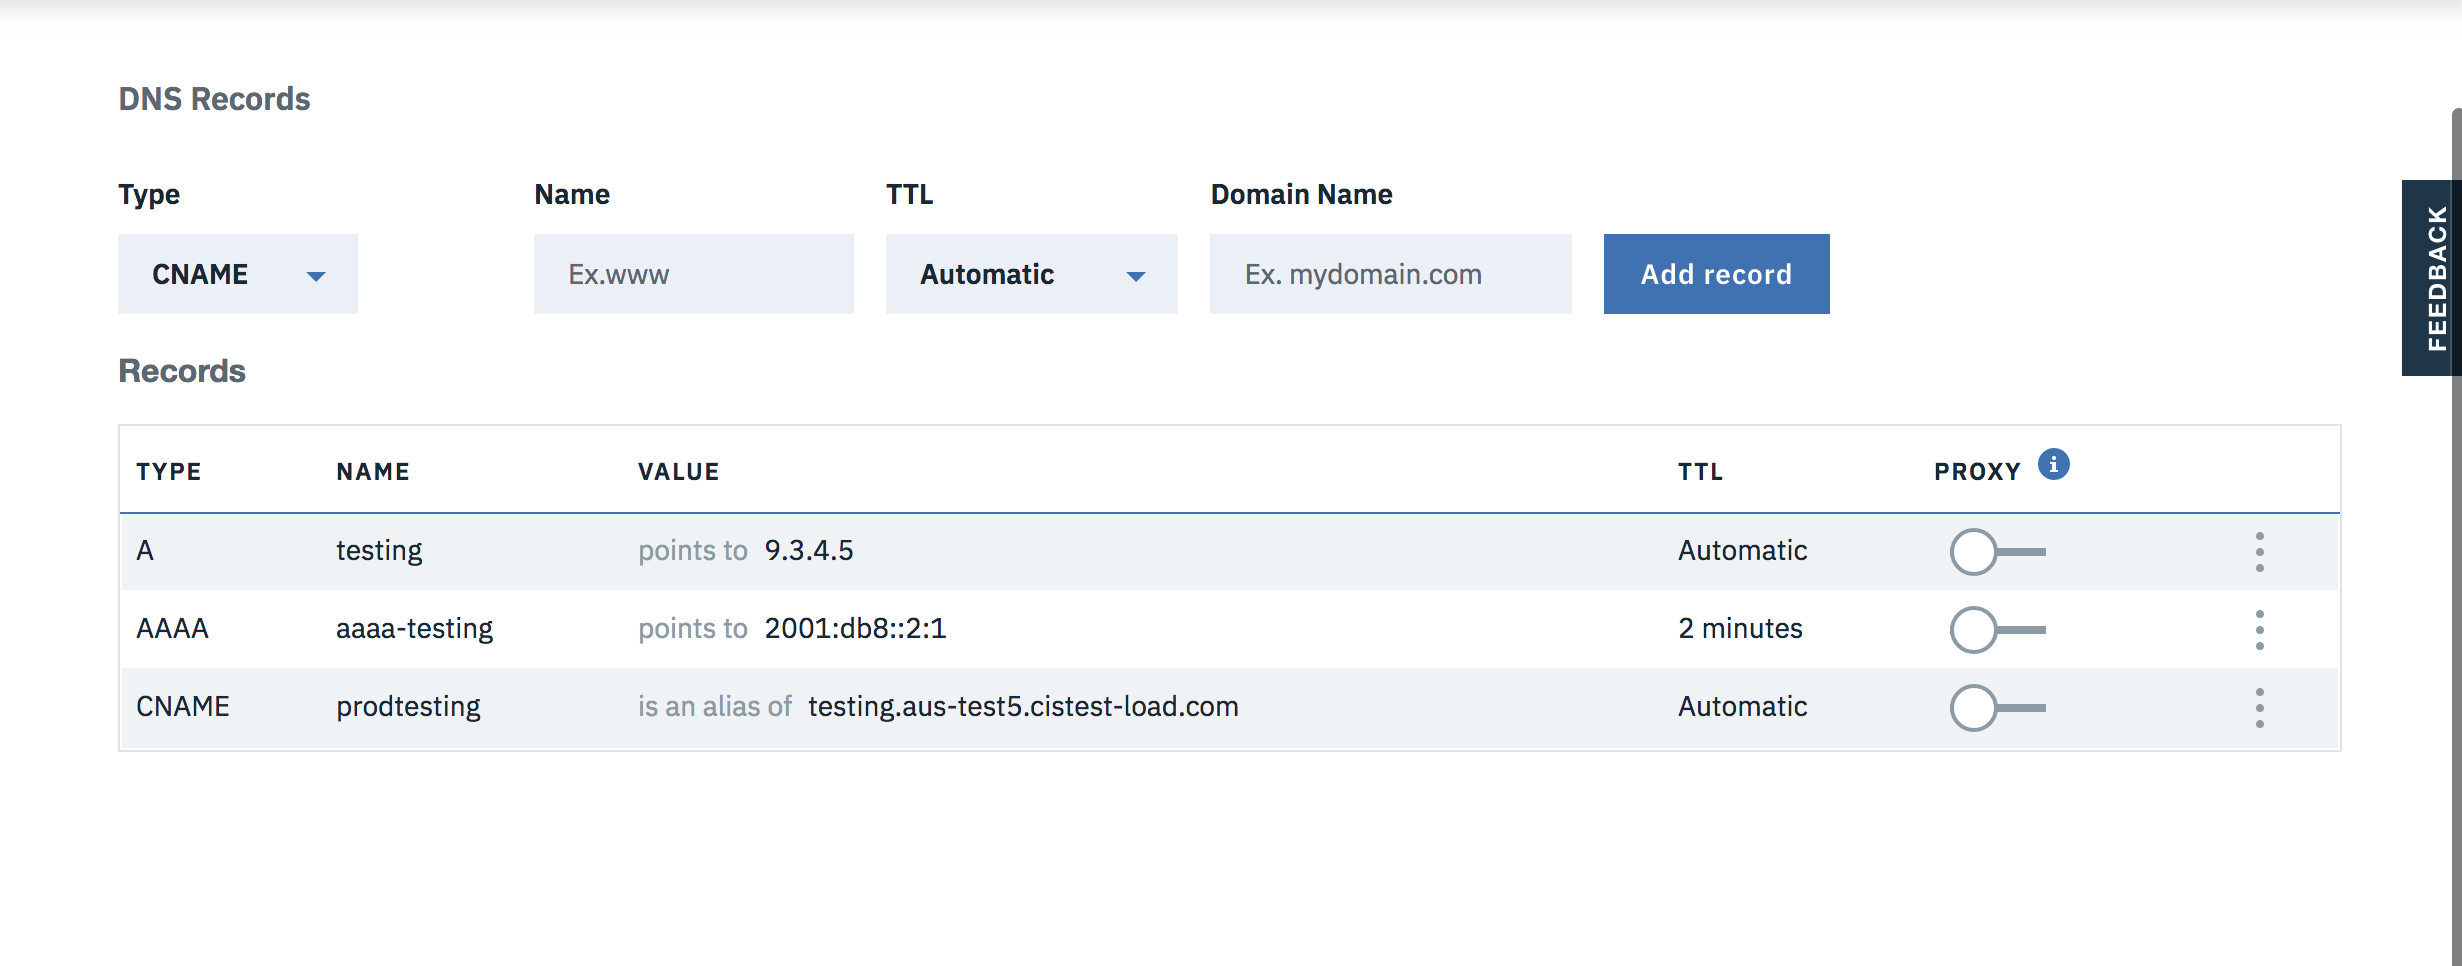 DNS Records
Type Name TTL Domain Name
CNAME Ex.www Automatic Ex. mydomain.com Add record
FEEDBACK
Records
TYPE NAME VALUE TTL PROXY i
A testing points to 9.3.4.5 Automatic
AAAA aaaa-testing points to 2001:db8::2:1 2 minutes
CNAME prodtesting is an alias of testing.aus-test5.cistest-load.com Automatic